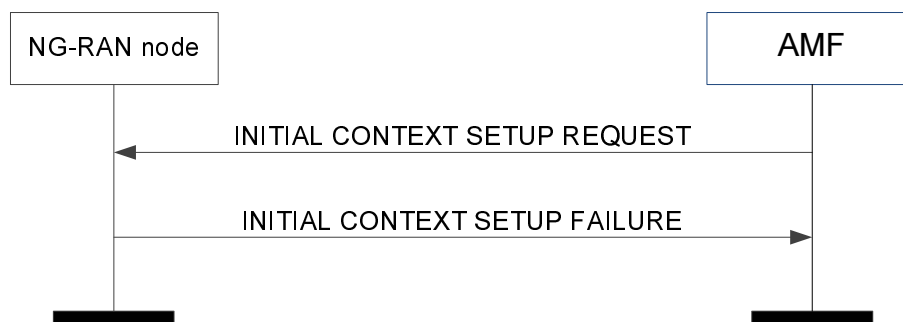 NG-RAN node
AMF
INITIAL CONTEXT SETUP REQUEST
INITIAL CONTEXT SETUP FAILURE